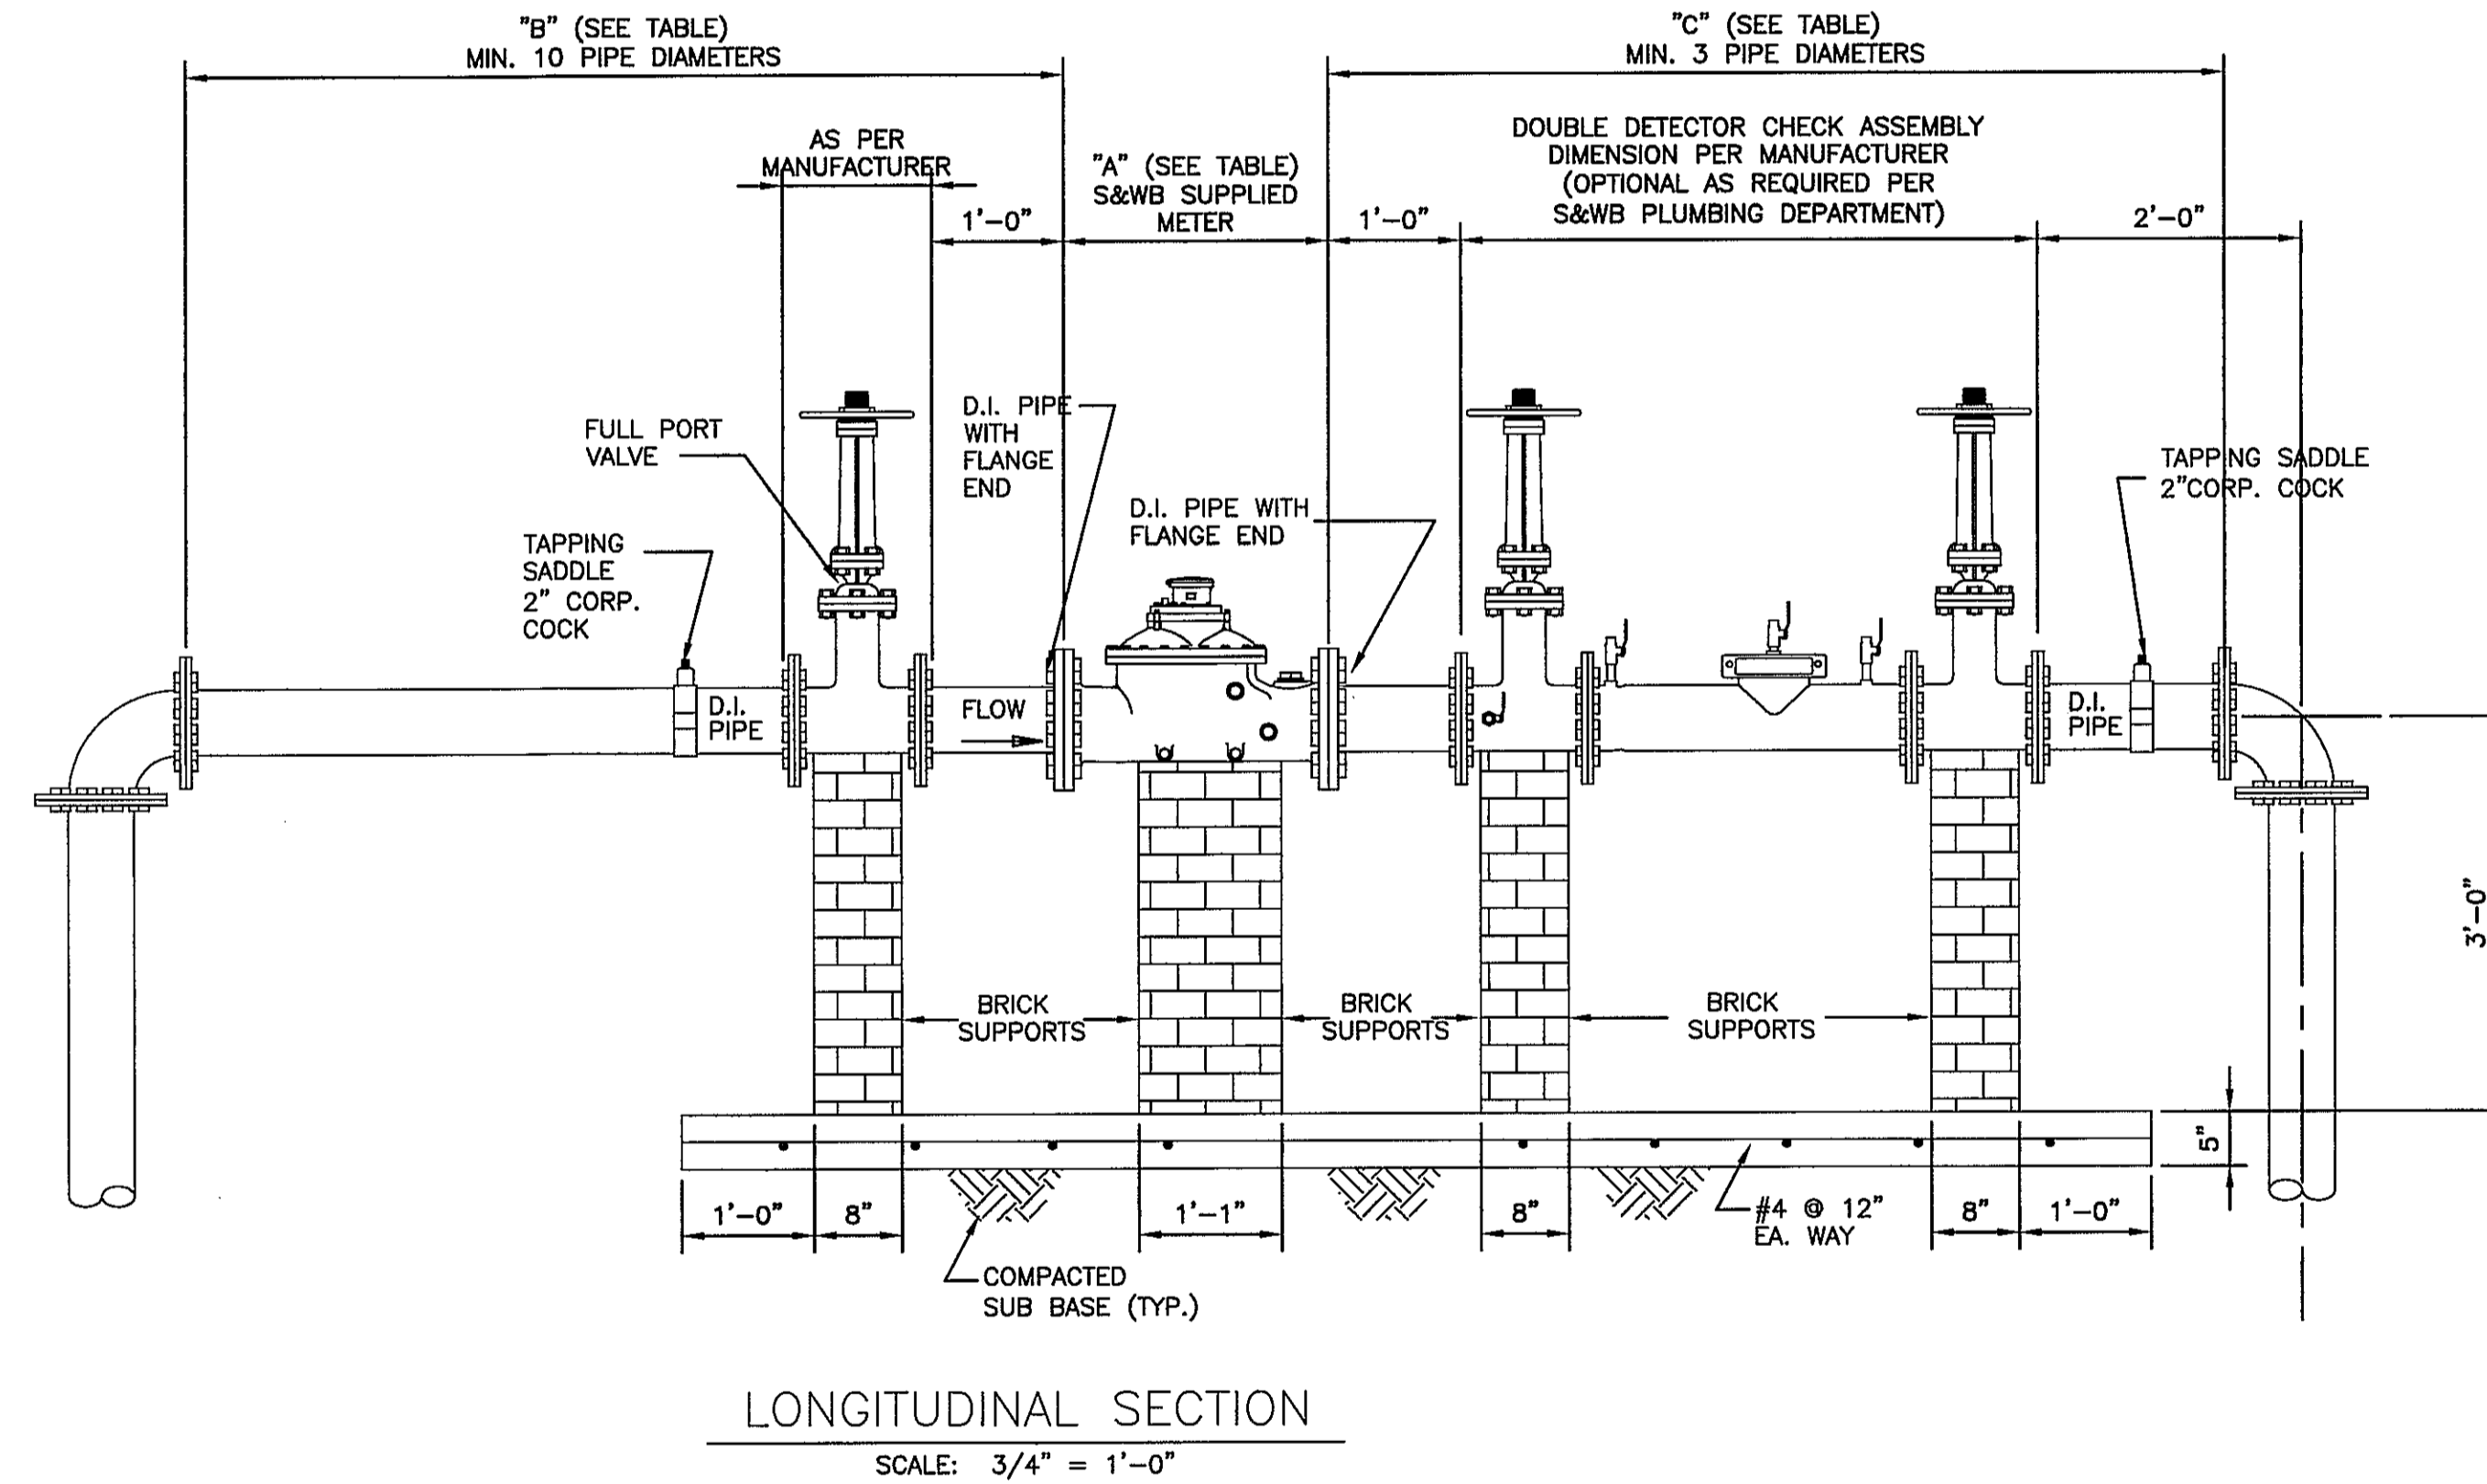 "B" (SEE TABLE)
MIN. 10 PIPE DIAMETERS
"C" (SEE TABLE)
MIN. 3 PIPE DIAMETERS
AS PER
MANUFACTURER
1'-0"
"A" (SEE TABLE)
S&WB SUPPLIED
METER
1'-0"
DOUBLE DETECTOR CHECK ASSEMBLY
DIMENSION PER MANUFACTURER
(OPTIONAL AS REQUIRED PER
S&WB PLUMBING DEPARTMENT)
2'-0"
FULL PORT
VALVE
D.I. PIPE
WITH
FLANGE
END
D.I. PIPE WITH
FLANGE END
TAPPING SADDLE
2"CORP. COCK
TAPPING
SADDLE
2" CORP.
COCK
D.I.
PIPE
FLOW
D.I.
PIPE
3'-0"
BRICK
SUPPORTS
BRICK
SUPPORTS
BRICK
SUPPORTS
5"
1'-0"
8"
1'-1"
8"
#4 @ 12"
EA. WAY
8"
1'-0"
COMPACTED
SUB BASE (TYP.)
LONGITUDINAL SECTION
SCALE: 3/4" = 1'-0"